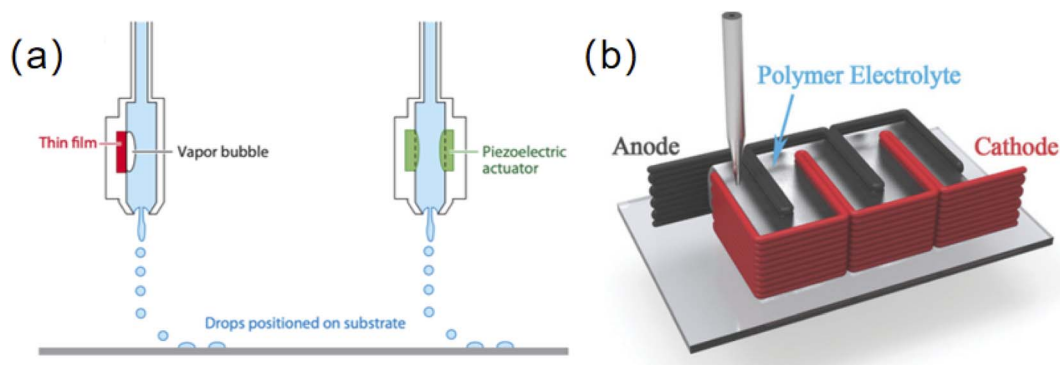 (a)
Thin film
Vapor bubble
Piezoelectric
actuator
Drops positioned on substrate
(b)
Polymer Electrolyte
Anode
Cathode